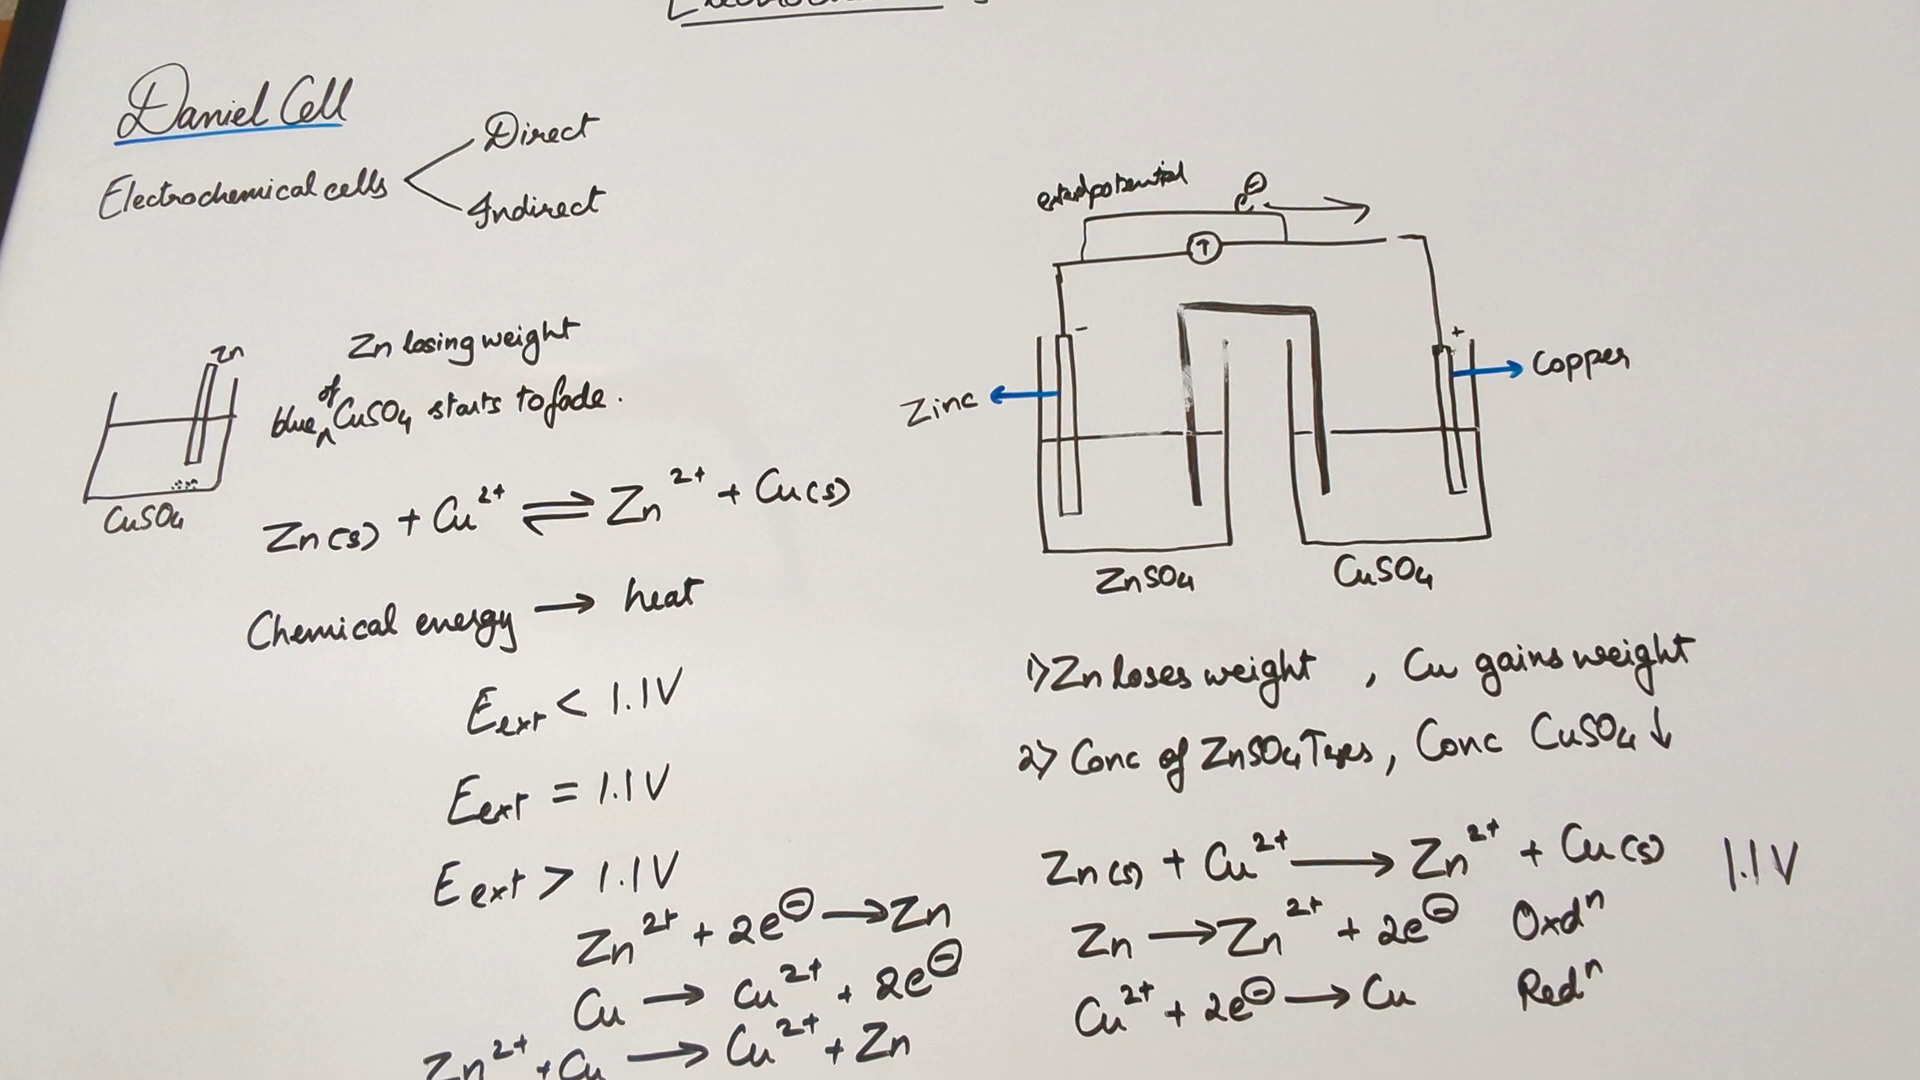 Daniel Cell
Electrochemical cells
Direct
Indirect
Zn
CuSO4
Zn losing weight
blue of CuSO4 starts to fade.
Zn(s) + Cu²⁺ ⇌ Zn²⁺ + Cu(s)
Chemical energy → heat
Eext < 1.1V
Eext = 1.1V
Eext > 1.1V
Zn²⁺ + 2e⊖ → Zn
Cu → Cu²⁺ + 2e⊖
Zn²⁺ + Cu → Cu²⁺ + Zn
potential
e⊖ →
↑
-
+
Zinc
Copper
ZnSO4
CuSO4
1) Zn loses weight , Cu gains weight
2) Conc of ZnSO4 , Conc CuSO4 ↓
Zn(s) + Cu²⁺ → Zn²⁺ + Cu(s) 1.1V
Zn → Zn²⁺ + 2e⊖ Oxdⁿ
Cu²⁺ + 2e⊖ → Cu Redⁿ